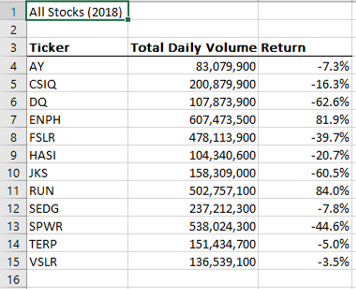 1 All Stocks (2018)
2
3 Ticker Total Daily Volume Return
4 AY 83,079,900 -7.3%
5 CSIQ 200,879,900 -16.3%
6 DQ 107,873,900 -62.6%
7 ENPH 607,473,500 81.9%
8 FSLR 478,113,900 -39.7%
9 HASI 104,340,600 -20.7%
10 JKS 158,309,000 -60.5%
11 RUN 502,757,100 84.0%
12 SEDG 237,212,300 -7.8%
13 SPWR 538,024,300 -44.6%
14 TERP 151,434,700 -5.0%
15 VSLR 136,539,100 -3.5%
16